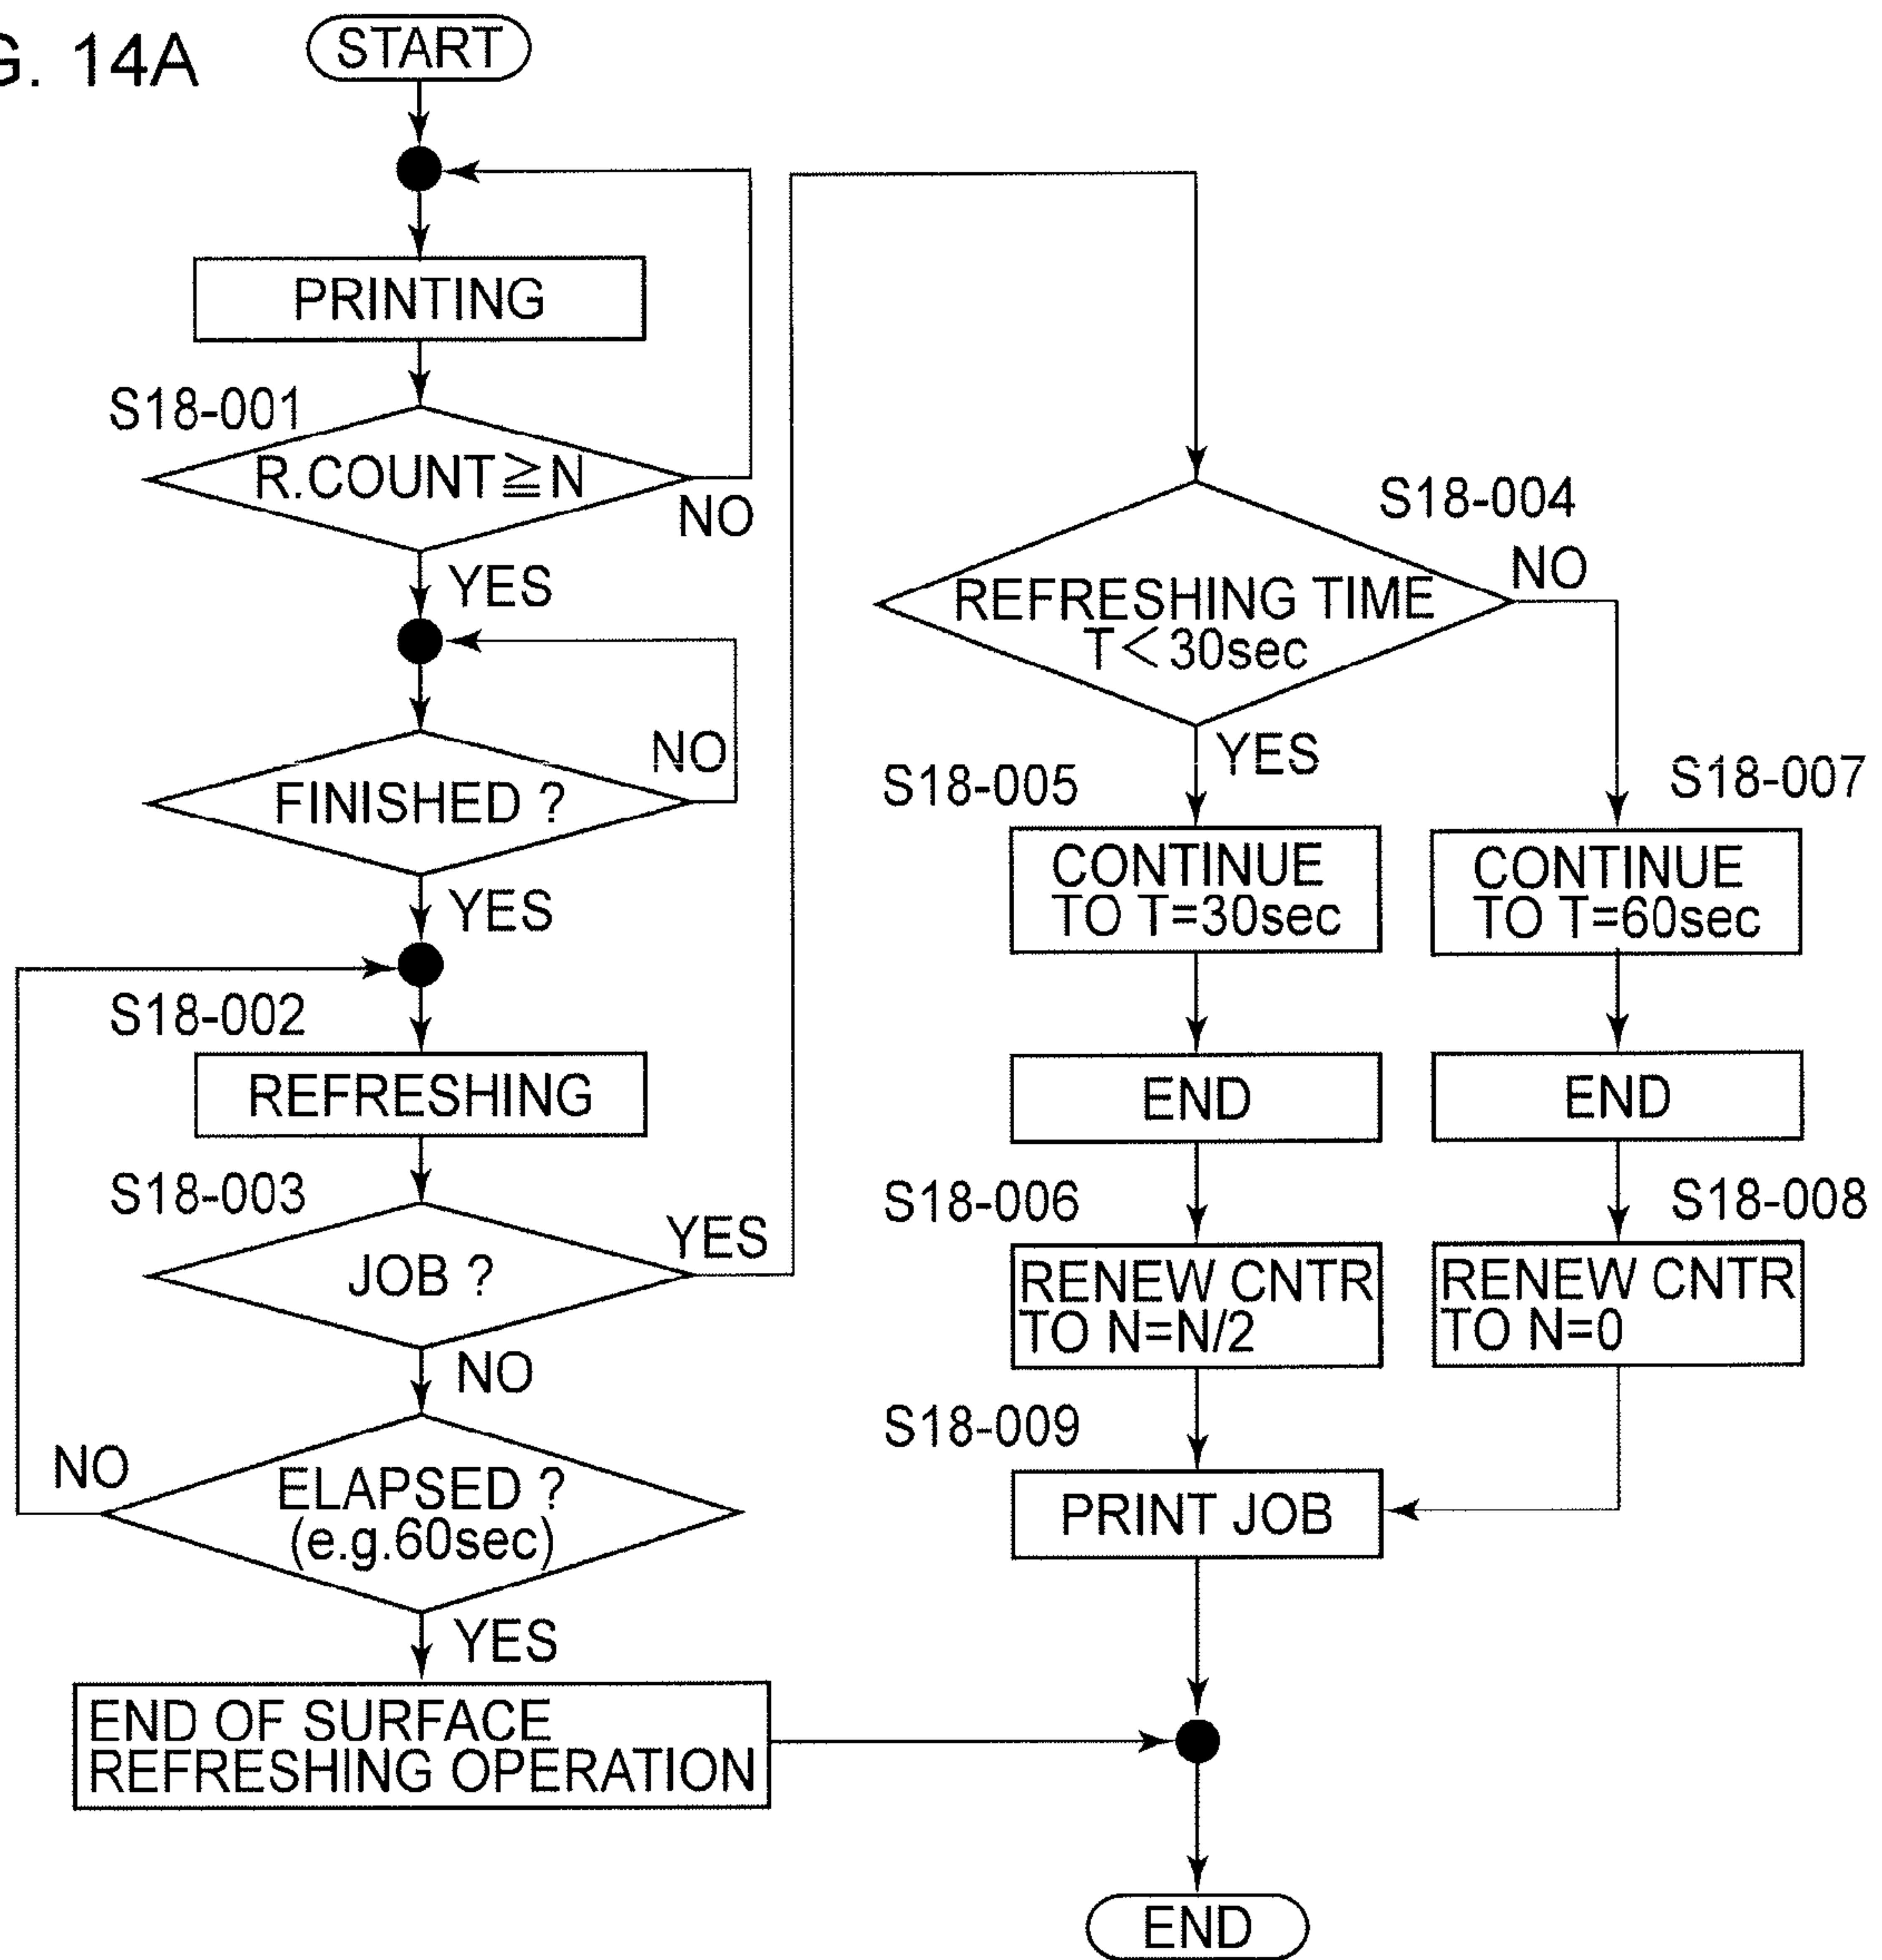 G. 14A
START
PRINTING
S18-001
R.COUNT≧N
NO
YES
NO
FINISHED ?
YES
S18-002
REFRESHING
S18-003
YES
JOB ?
NO
NO
ELAPSED ?
(e.g.60sec)
YES
END OF SURFACE
REFRESHING OPERATION
S18-004
NO
REFRESHING TIME
T<30sec
YES
S18-005
CONTINUE
TO T=30sec
END
S18-006
RENEW CNTR
TO N=N/2
S18-007
CONTINUE
TO T=60sec
END
S18-008
RENEW CNTR
TO N=0
S18-009
PRINT JOB
END